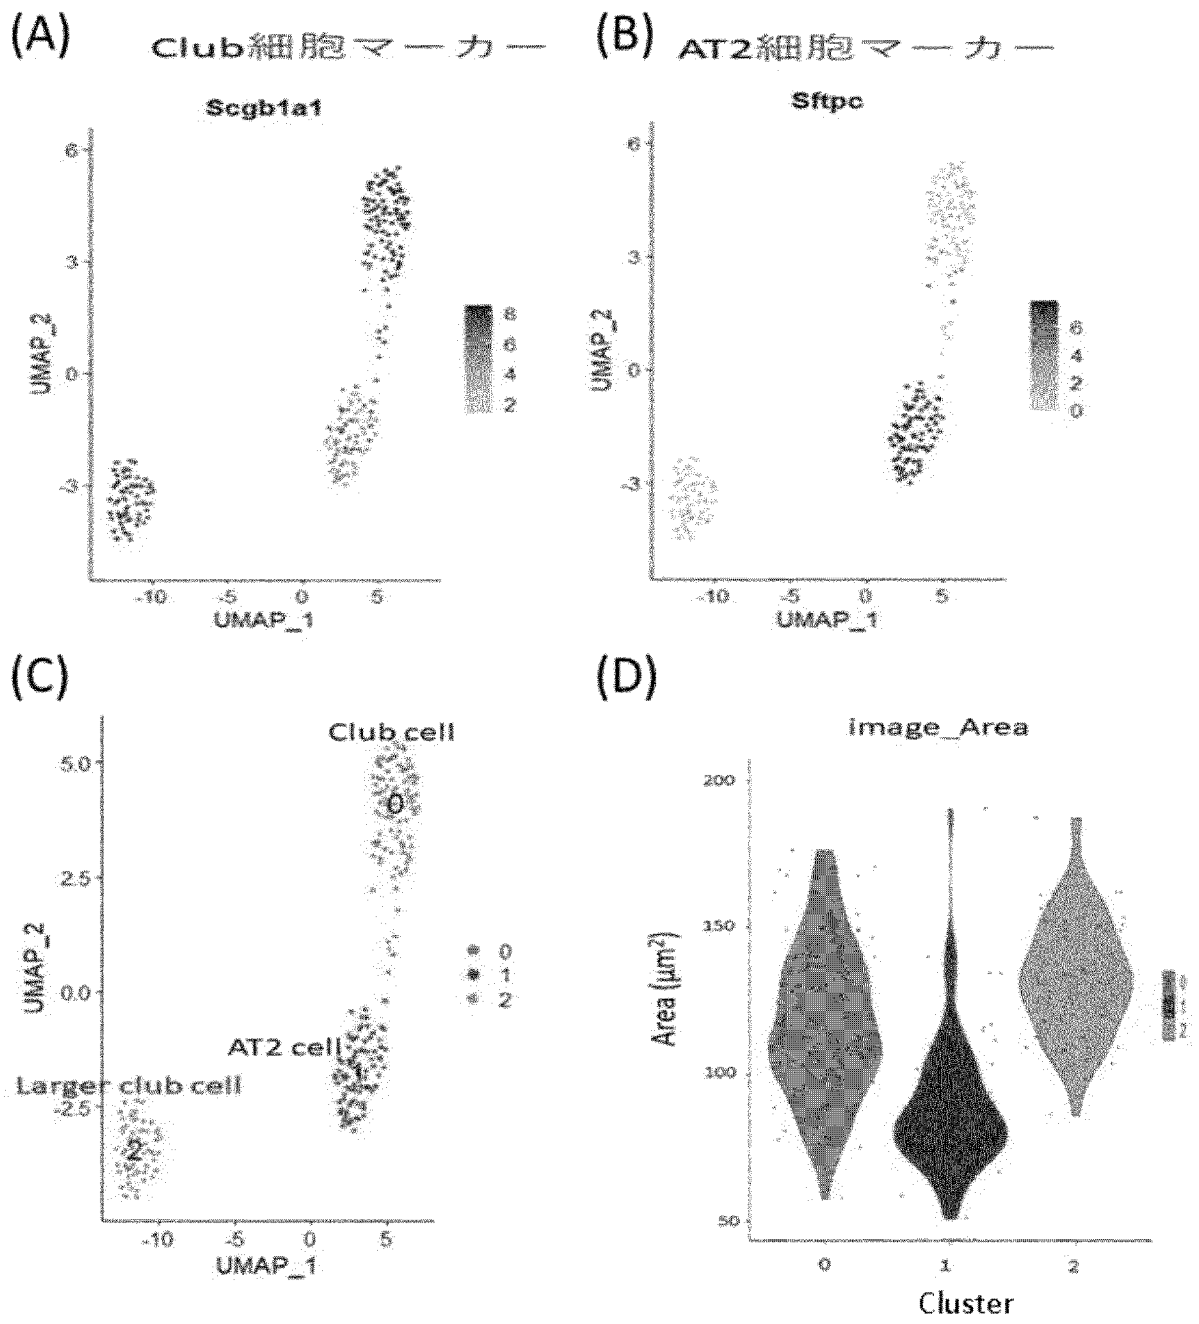 (A)
Club細胞マーカー
Scgb1a1
6
3
0
-3
UMAP_2
-10
-5
0
5
UMAP_1
8
6
4
2
(B)
AT2細胞マーカー
Sftpc
6
3
0
-3
UMAP_2
-10
-5
0
5
UMAP_1
6
4
2
0
(C)
Club cell
0
AT2 cell
Larger club cell
2
5.0
2.5
0.0
-2.5
UMAP_2
-10
-5
0
5
UMAP_1
0
1
2
(D)
image_Area
200
150
100
50
Area (μm²)
0
1
2
Cluster
0
1
2